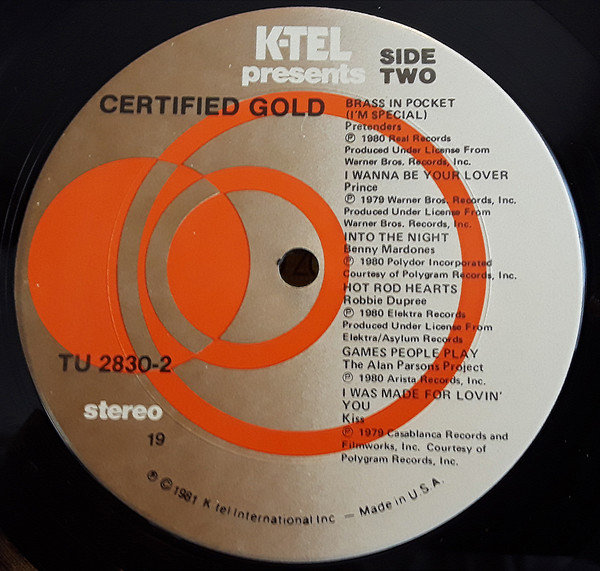 K-TEL
presents
SIDE
TWO
CERTIFIED GOLD
BRASS IN POCKET
(I'M SPECIAL)
Pretenders
Ⓟ 1980 Real Records
Produced Under License From
Warner Bros. Records, Inc.
I WANNA BE YOUR LOVER
Prince
Ⓟ 1979 Warner Bros. Records, Inc.
Produced Under License From
Warner Bros. Records, Inc.
INTO THE NIGHT
Benny Mardones
Ⓟ 1980 Polydor Incorporated
Courtesy of Polygram Records, Inc.
HOT ROD HEARTS
Robbie Dupree
Ⓟ 1980 Elektra Records
Produced Under License From
Elektra/Asylum Records
GAMES PEOPLE PLAY
The Alan Parsons Project
Ⓟ 1980 Arista Records, Inc.
I WAS MADE FOR LOVIN'
YOU
Kiss
Ⓟ 1979 Casablanca Records and
Filmworks, Inc. Courtesy of
Polygram Records, Inc.
TU 2830-2
stereo
19
Ⓟ ©1981 K tel International Inc — Made in U.S.A.